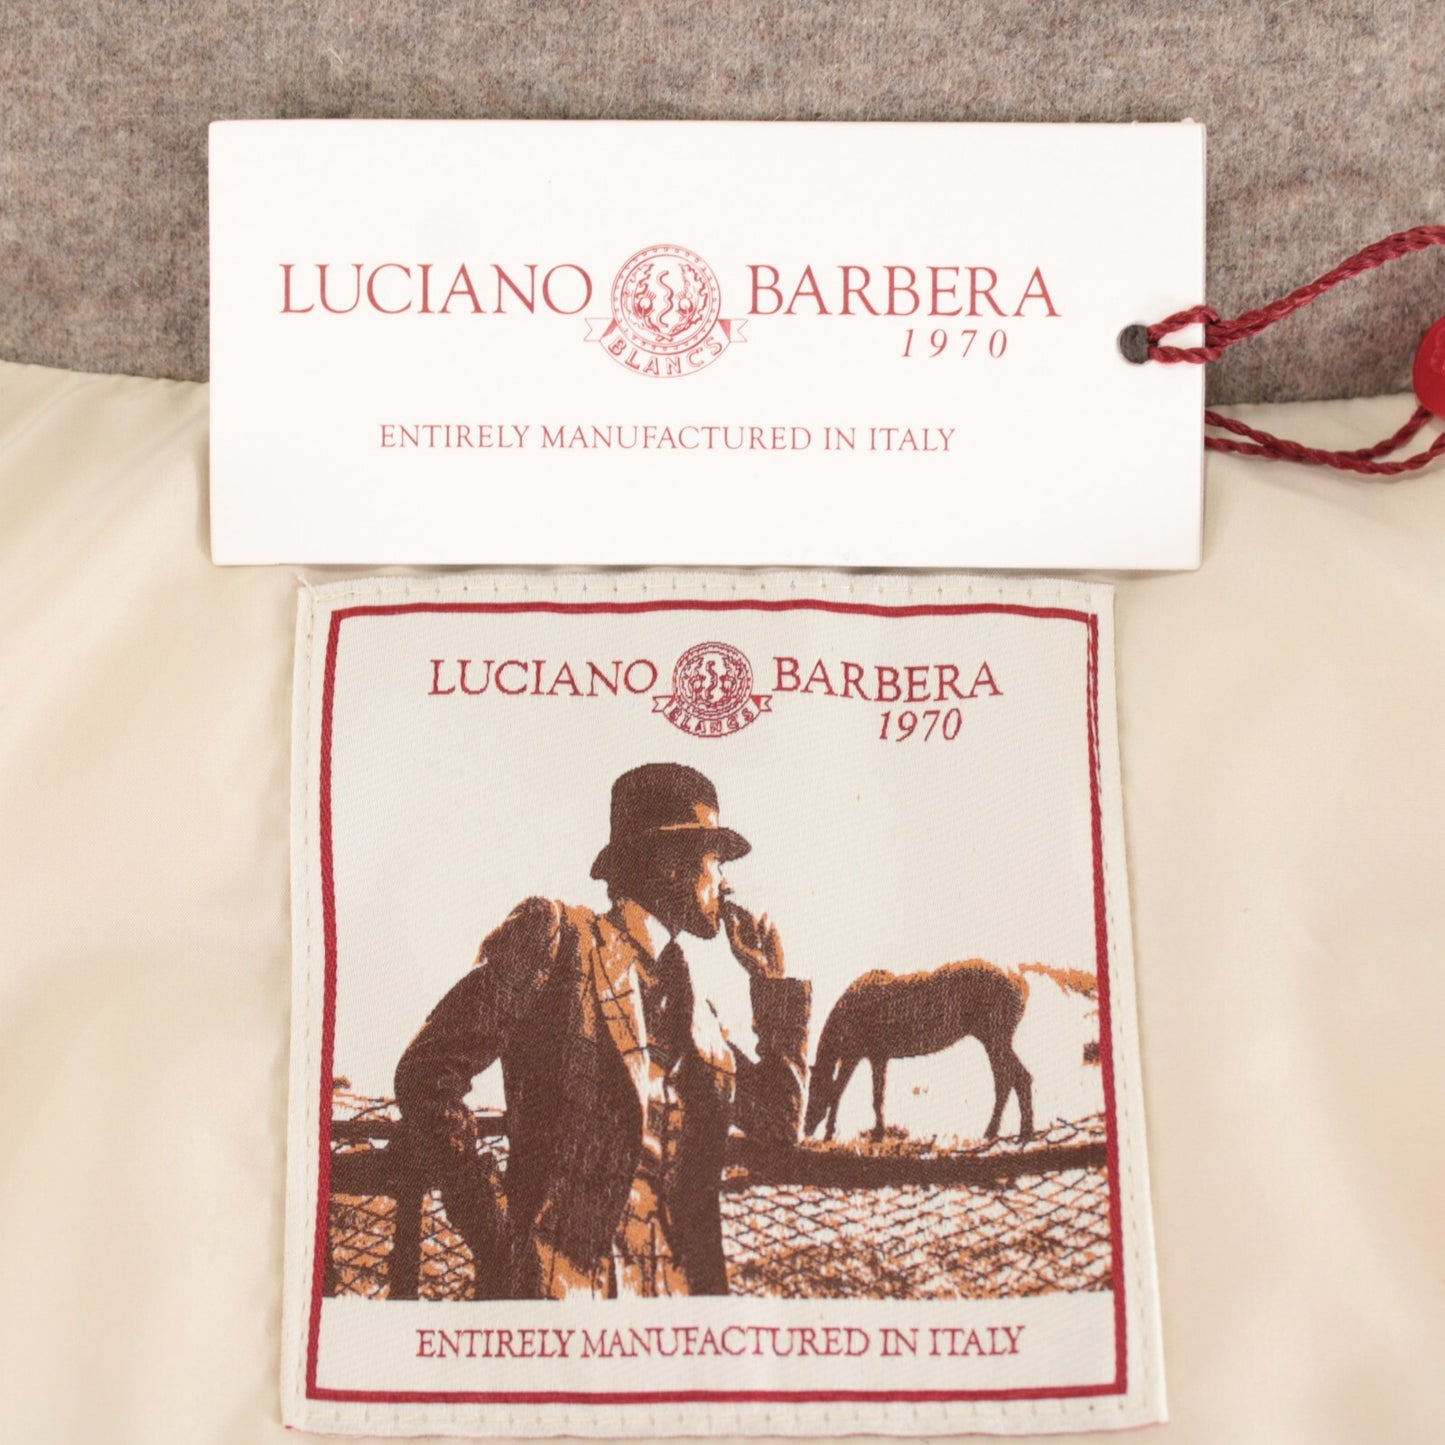 LUCIANO BARBERA
1970
BLANCS
ENTIRELY MANUFACTURED IN ITALY
LUCIANO BARBERA
1970
BLANCS
ENTIRELY MANUFACTURED IN ITALY